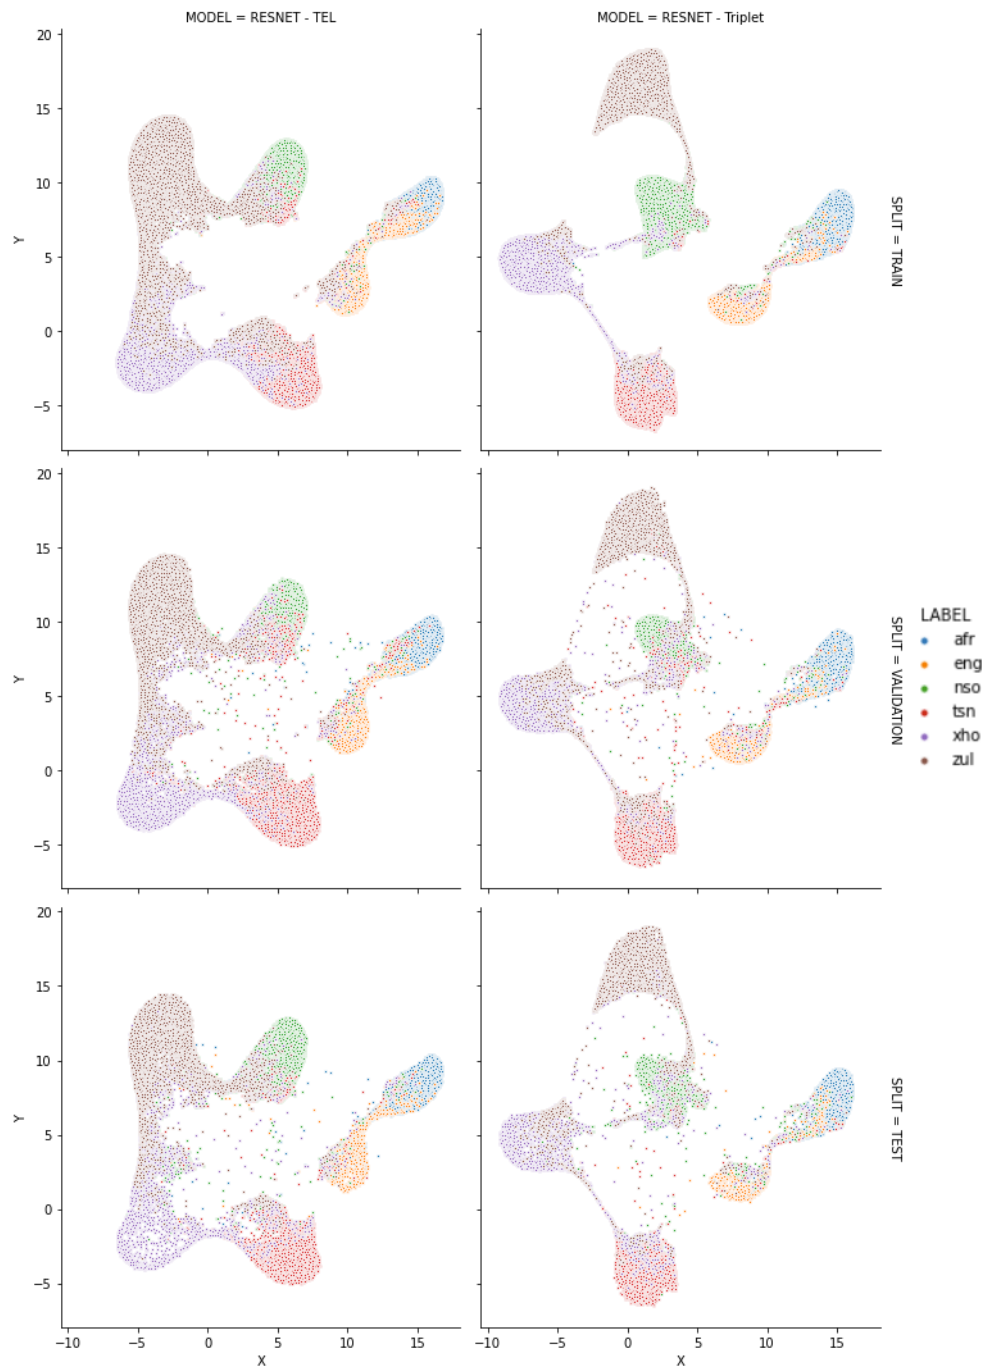 MODEL = RESNET - TEL
MODEL = RESNET - Triplet
20
15
10
5
0
−5
Y
SPLIT = TRAIN
20
15
10
5
0
−5
Y
SPLIT = VALIDATION
LABEL
afr
eng
nso
tsn
xho
zul
20
15
10
5
0
−5
Y
SPLIT = TEST
−10 −5 0 5 10 15
−10 −5 0 5 10 15
X
X